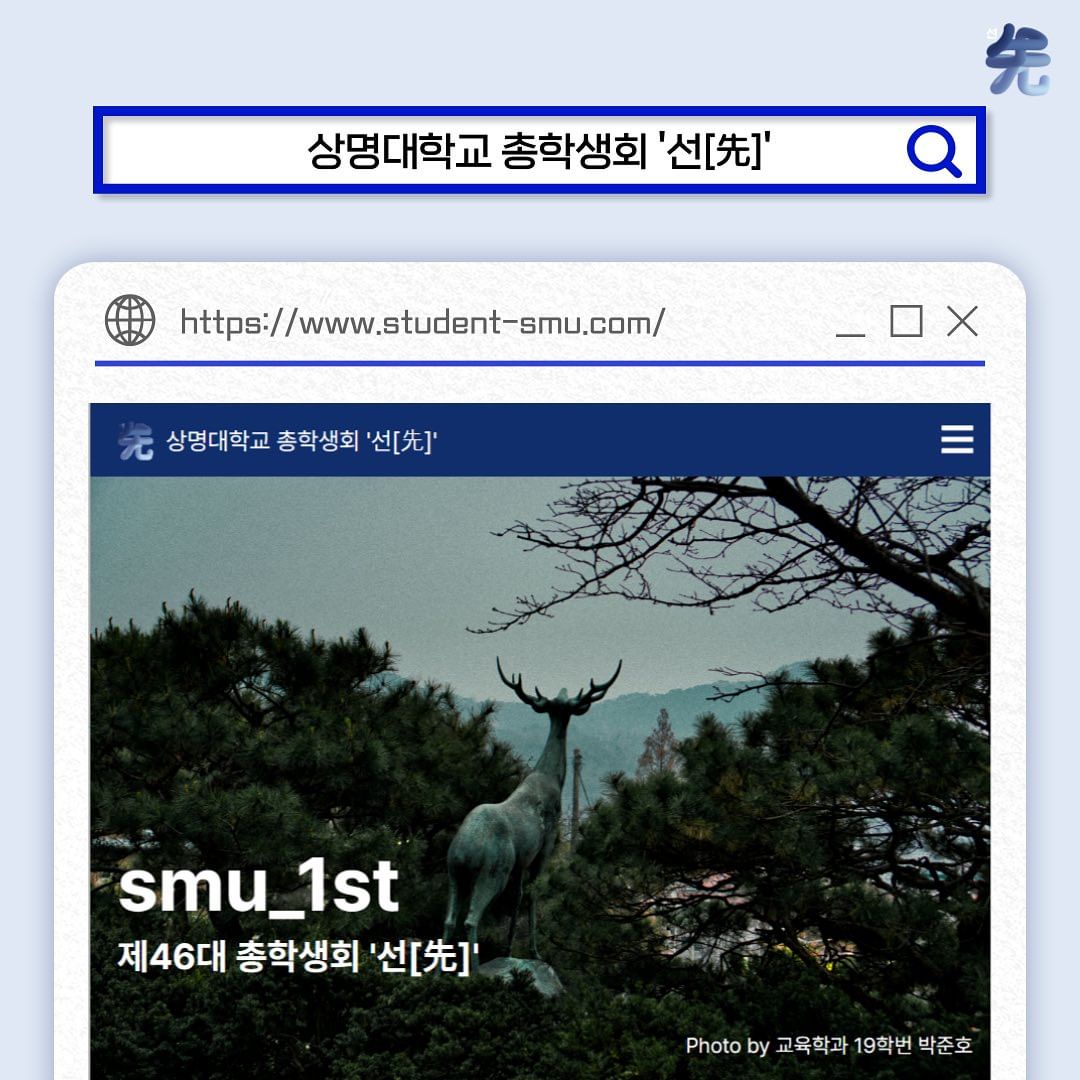 선
先
상명대학교 총학생회 '선[先]'
https://www.student-smu.com/
先 상명대학교 총학생회 '선[先]'
smu_1st
제46대 총학생회 '선[先]'
Photo by 교육학과 19학번 박준호